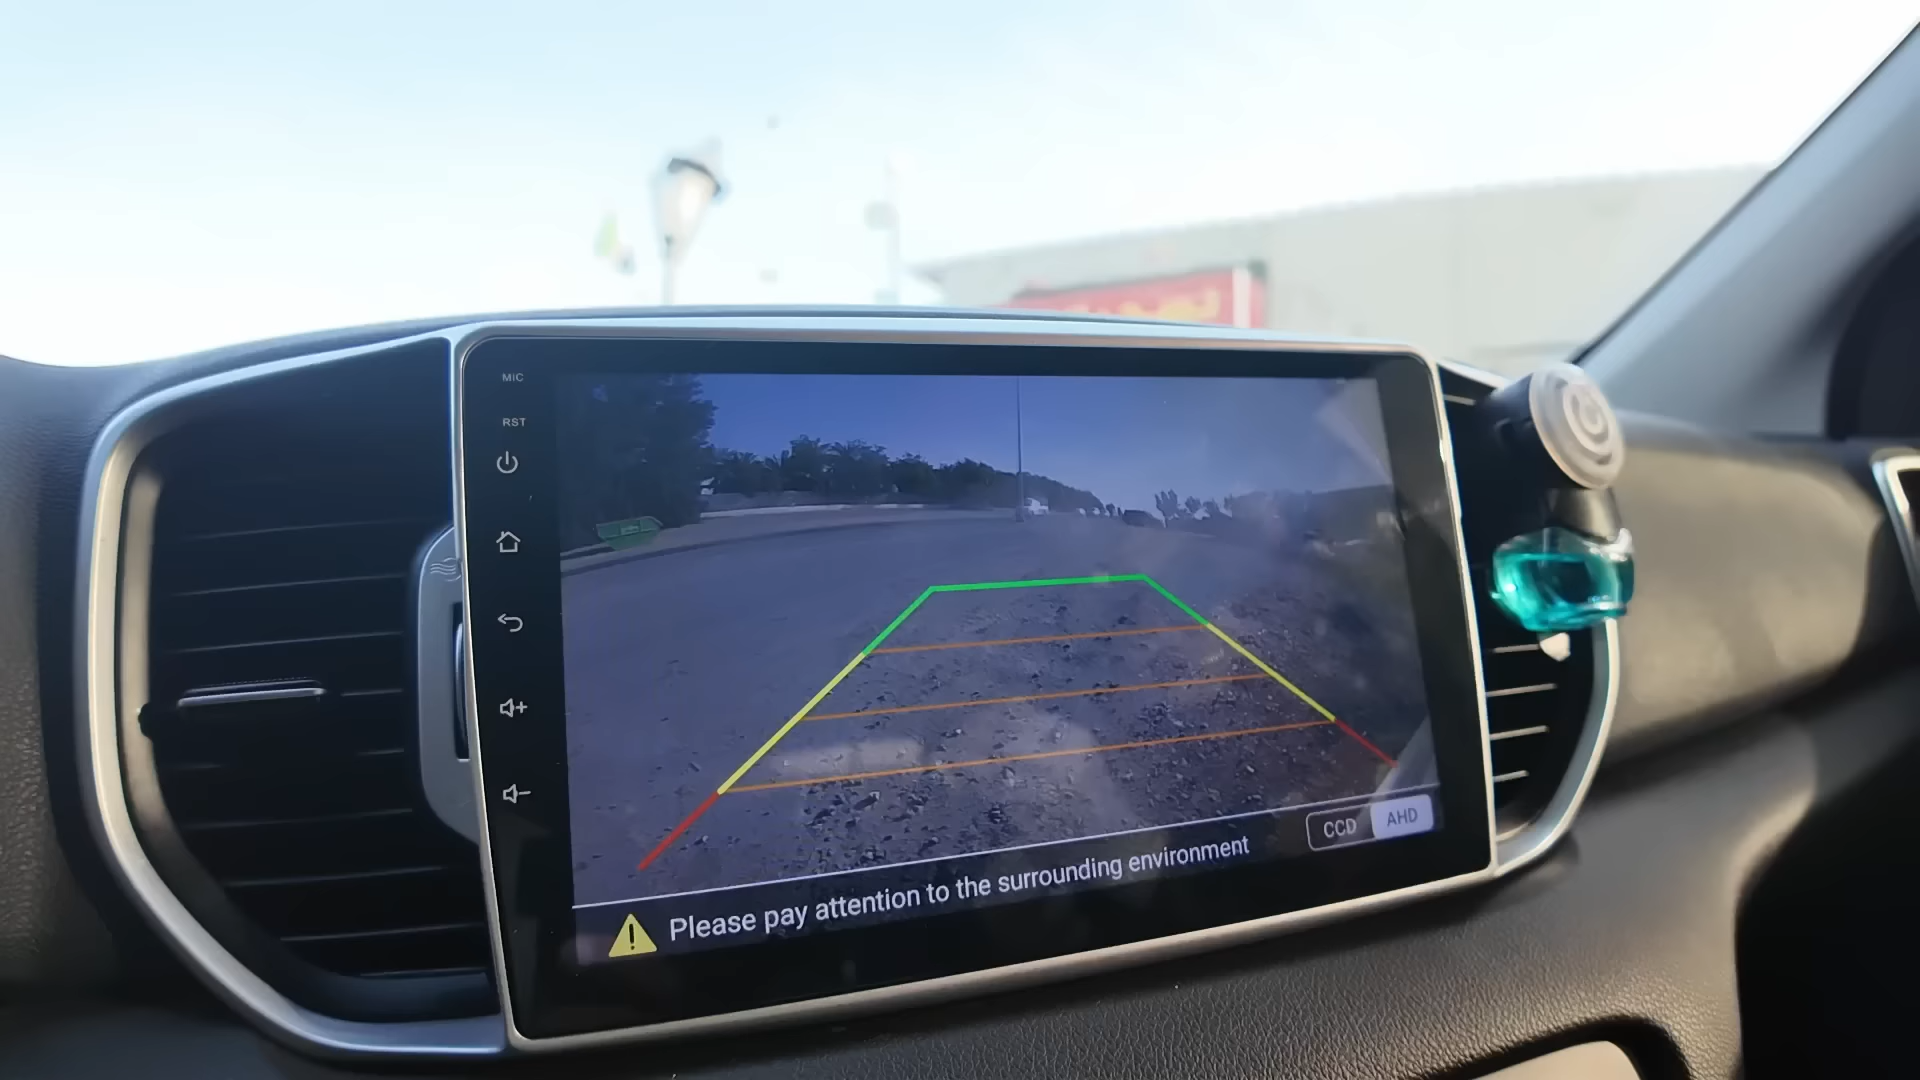 MIC
RST
CCD AHD
Please pay attention to the surrounding environment